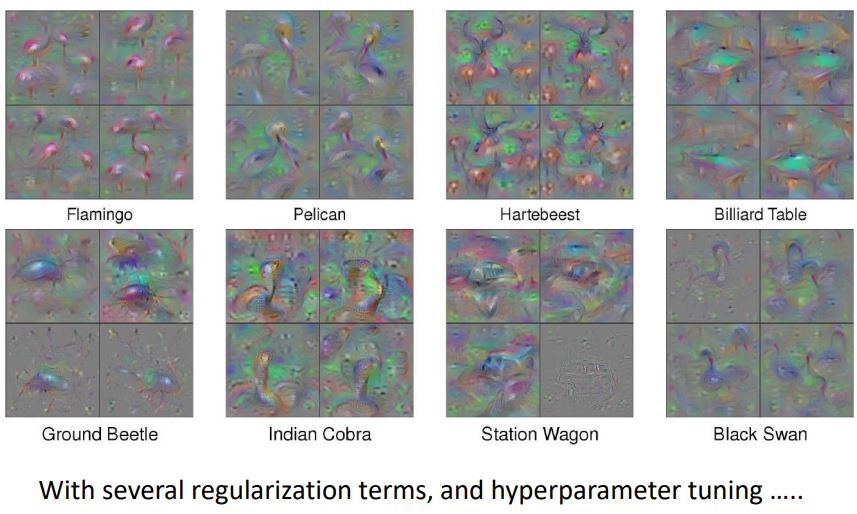 Flamingo
Pelican
Hartebeest
Billiard Table
Ground Beetle
Indian Cobra
Station Wagon
Black Swan
With several regularization terms, and hyperparameter tuning .....